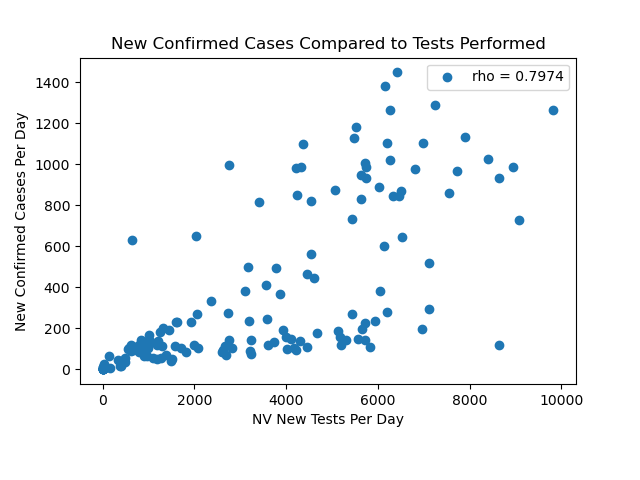 New Confirmed Cases Compared to Tests Performed
rho = 0.7974
New Confirmed Caeses Per Day
1400
1200
1000
800
600
400
200
0
0 2000 4000 6000 8000 10000
NV New Tests Per Day